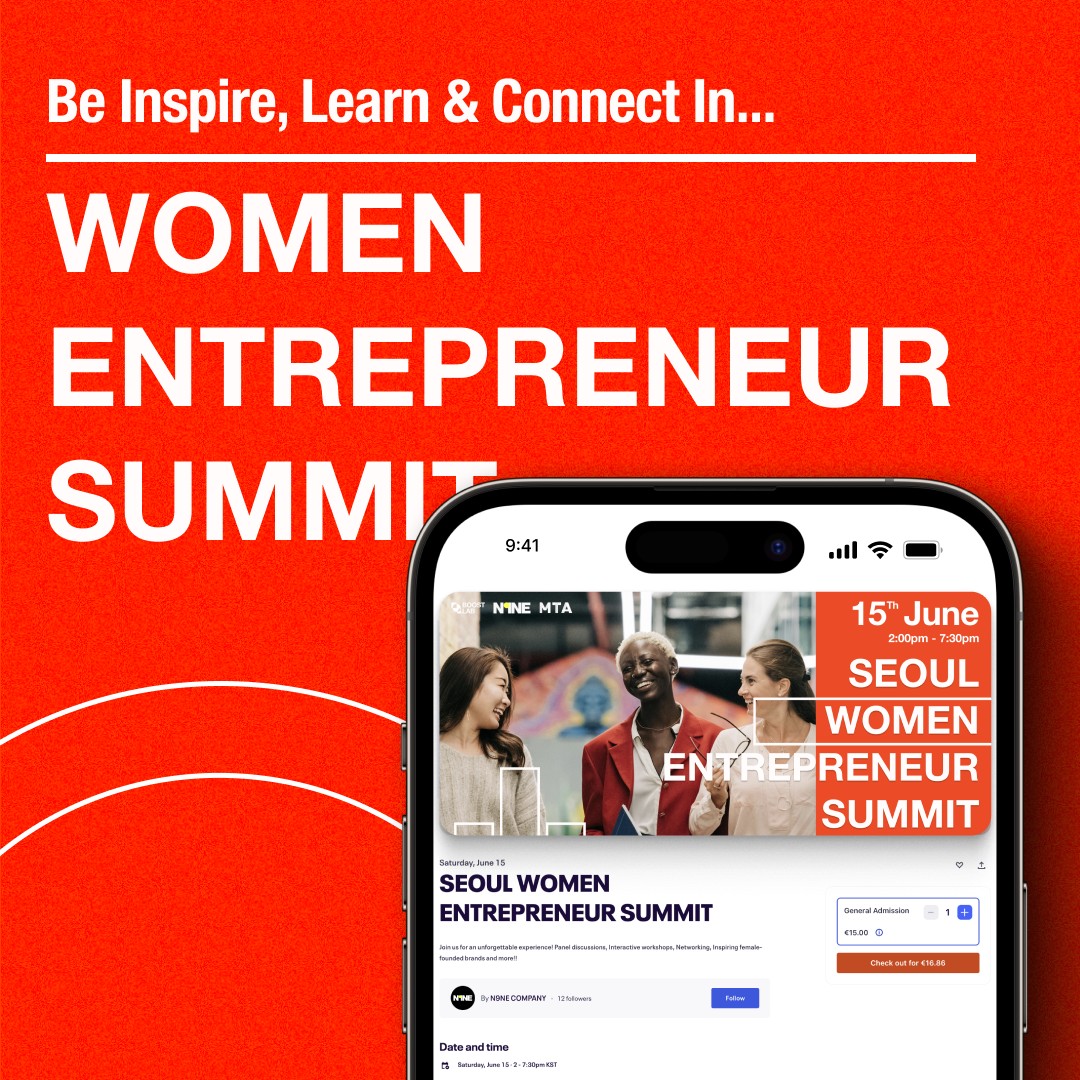 Be Inspire, Learn & Connect In...
WOMEN
ENTREPRENEUR
SUMMIT
9:41
BOOST
LAB
N9NE MTA
15Th June
2:00pm - 7:30pm
SEOUL
WOMEN
ENTREPRENEUR
SUMMIT
Saturday, June 15
SEOUL WOMEN
ENTREPRENEUR SUMMIT
General Admission
1
€15.00
Check out for €16.86
Join us for an unforgettable experience! Panel discussions, Interactive workshops, Networking, Inspiring female-
founded brands and more!!
N9NE
By N9NE COMPANY · 12 followers
Follow
Date and time
Saturday, June 15 · 2 - 7:30pm KST